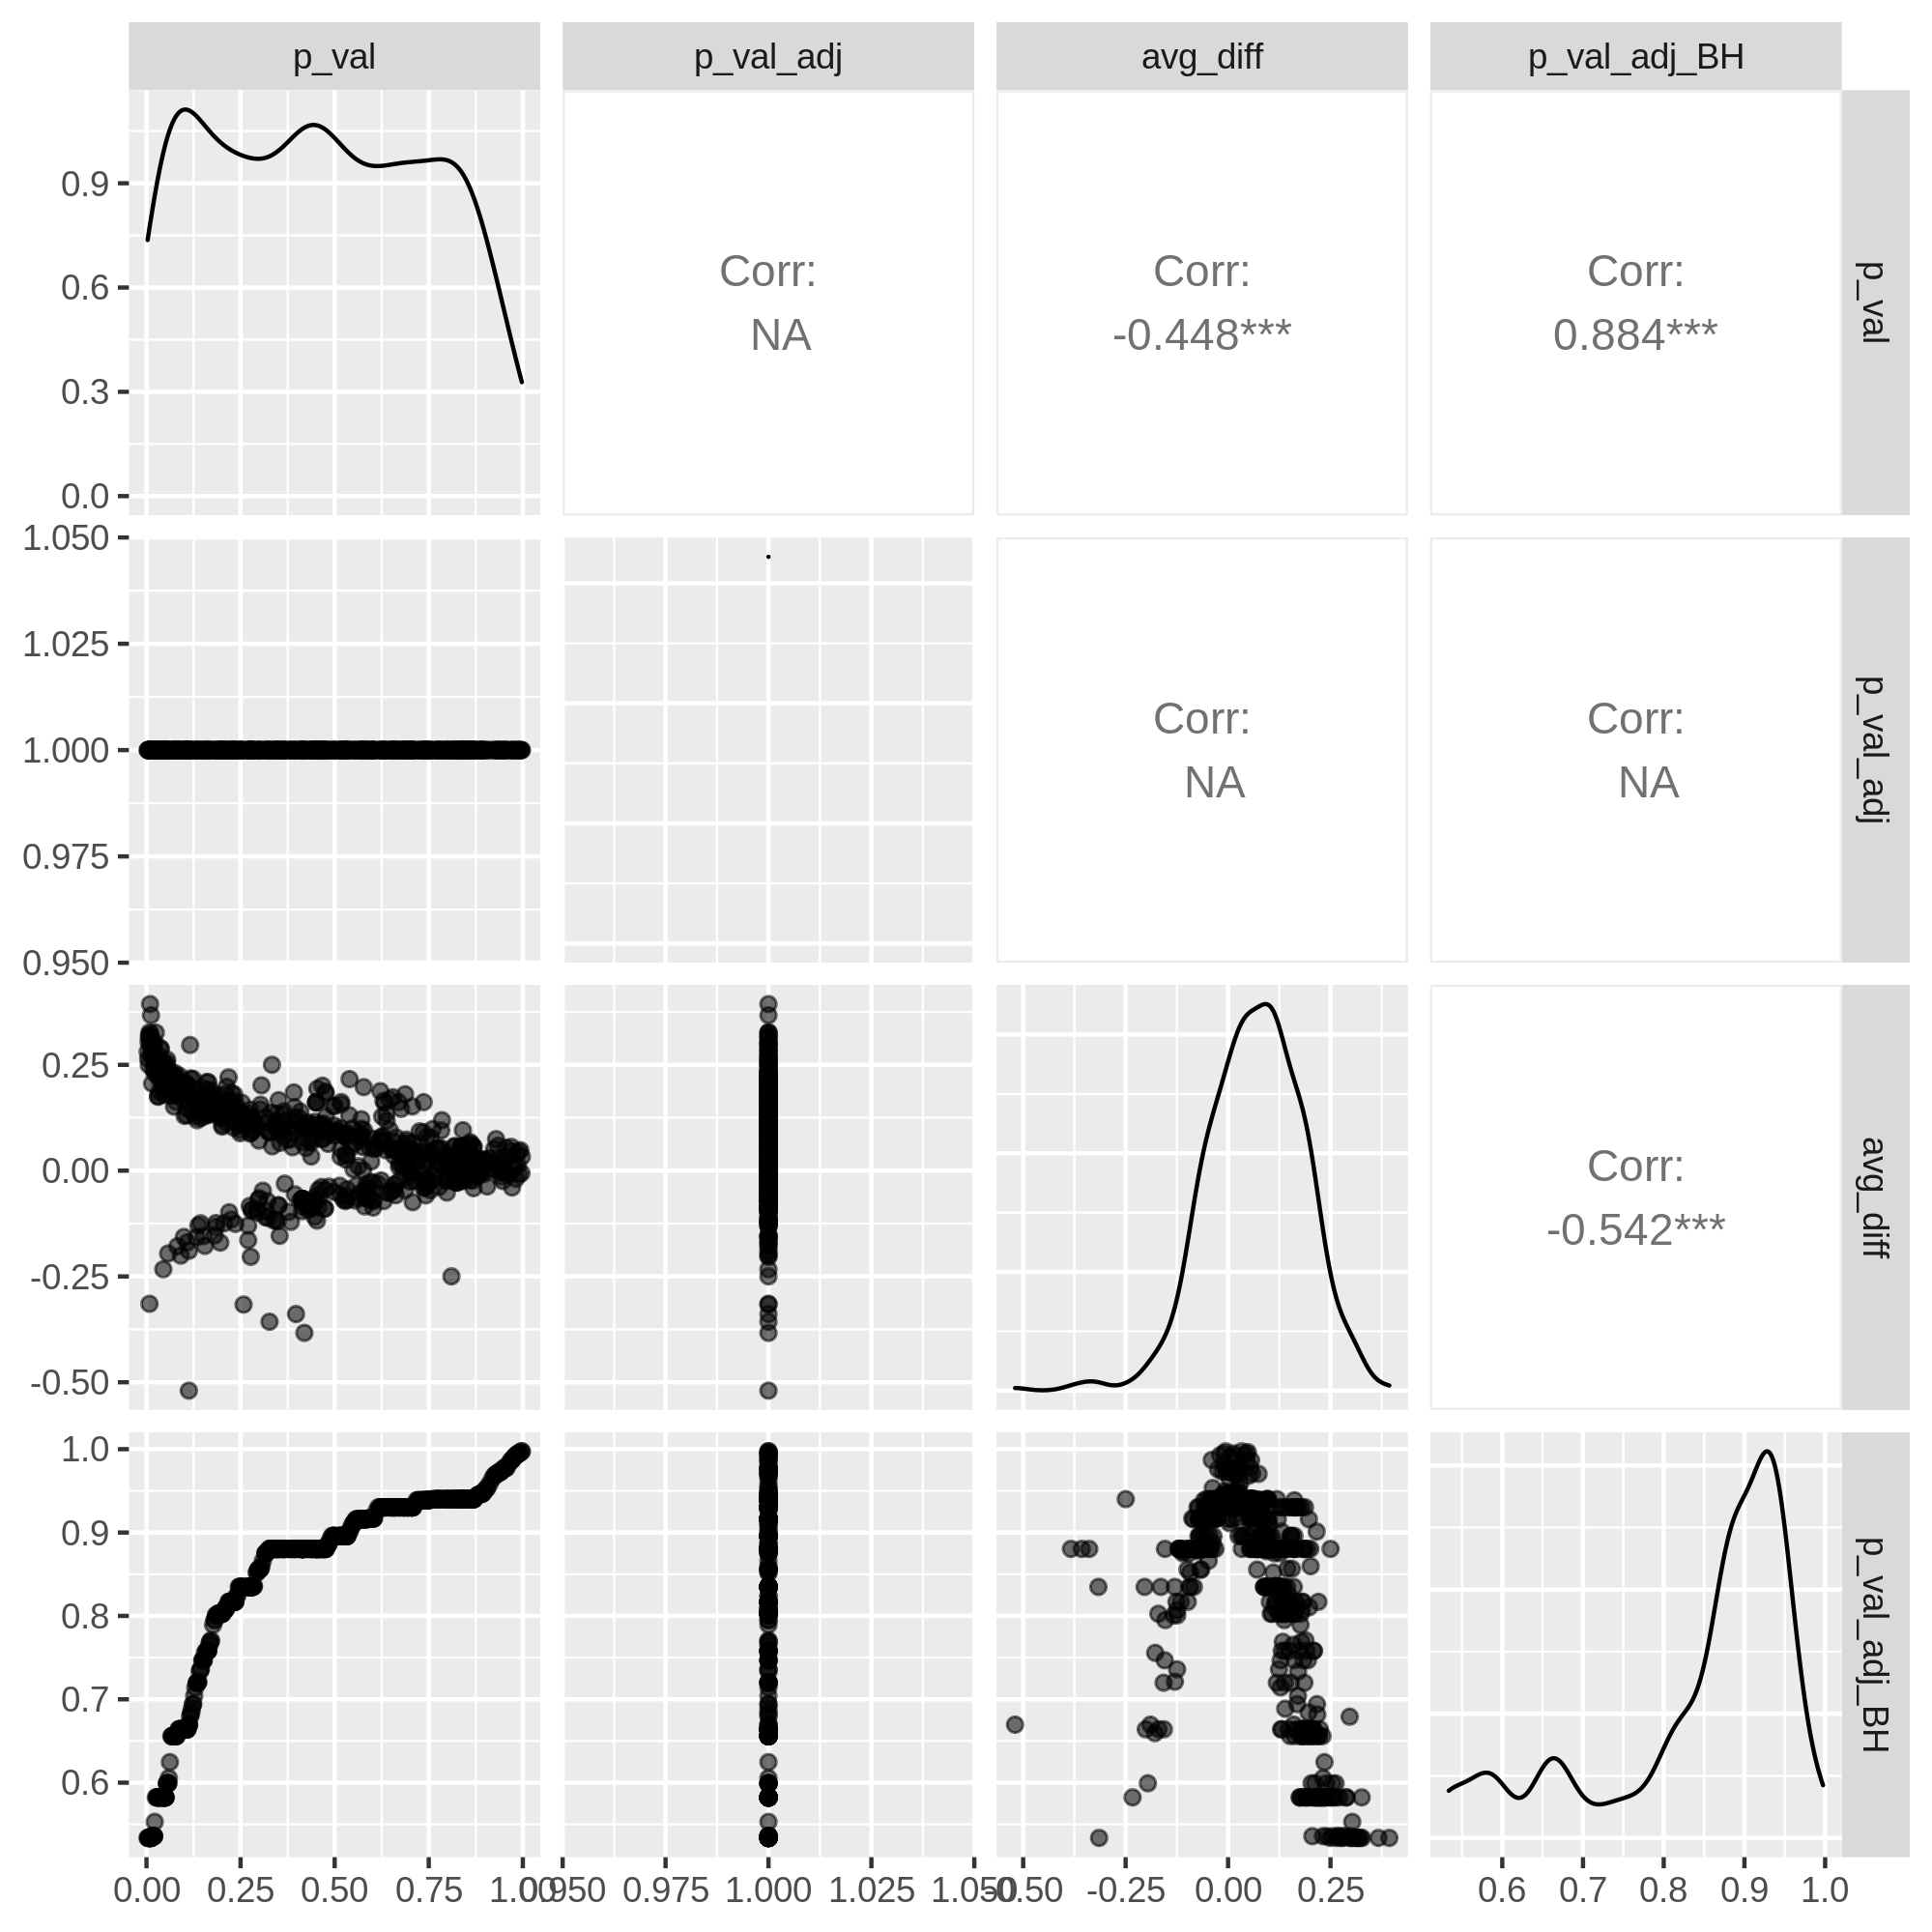 p_val
p_val_adj
avg_diff
p_val_adj_BH
0.9
0.6
0.3
0.0
Corr:
NA
Corr:
-0.448***
Corr:
0.884***
p_val
1.050
1.025
1.000
0.975
0.950
Corr:
NA
Corr:
NA
p_val_adj
0.25
0.00
-0.25
-0.50
Corr:
-0.542***
avg_diff
1.0
0.9
0.8
0.7
0.6
p_val_adj_BH
0.00 0.25 0.50 0.75 1.00
0.950 0.975 1.000 1.025 1.050
-0.50 -0.25 0.00 0.25
0.6 0.7 0.8 0.9 1.0